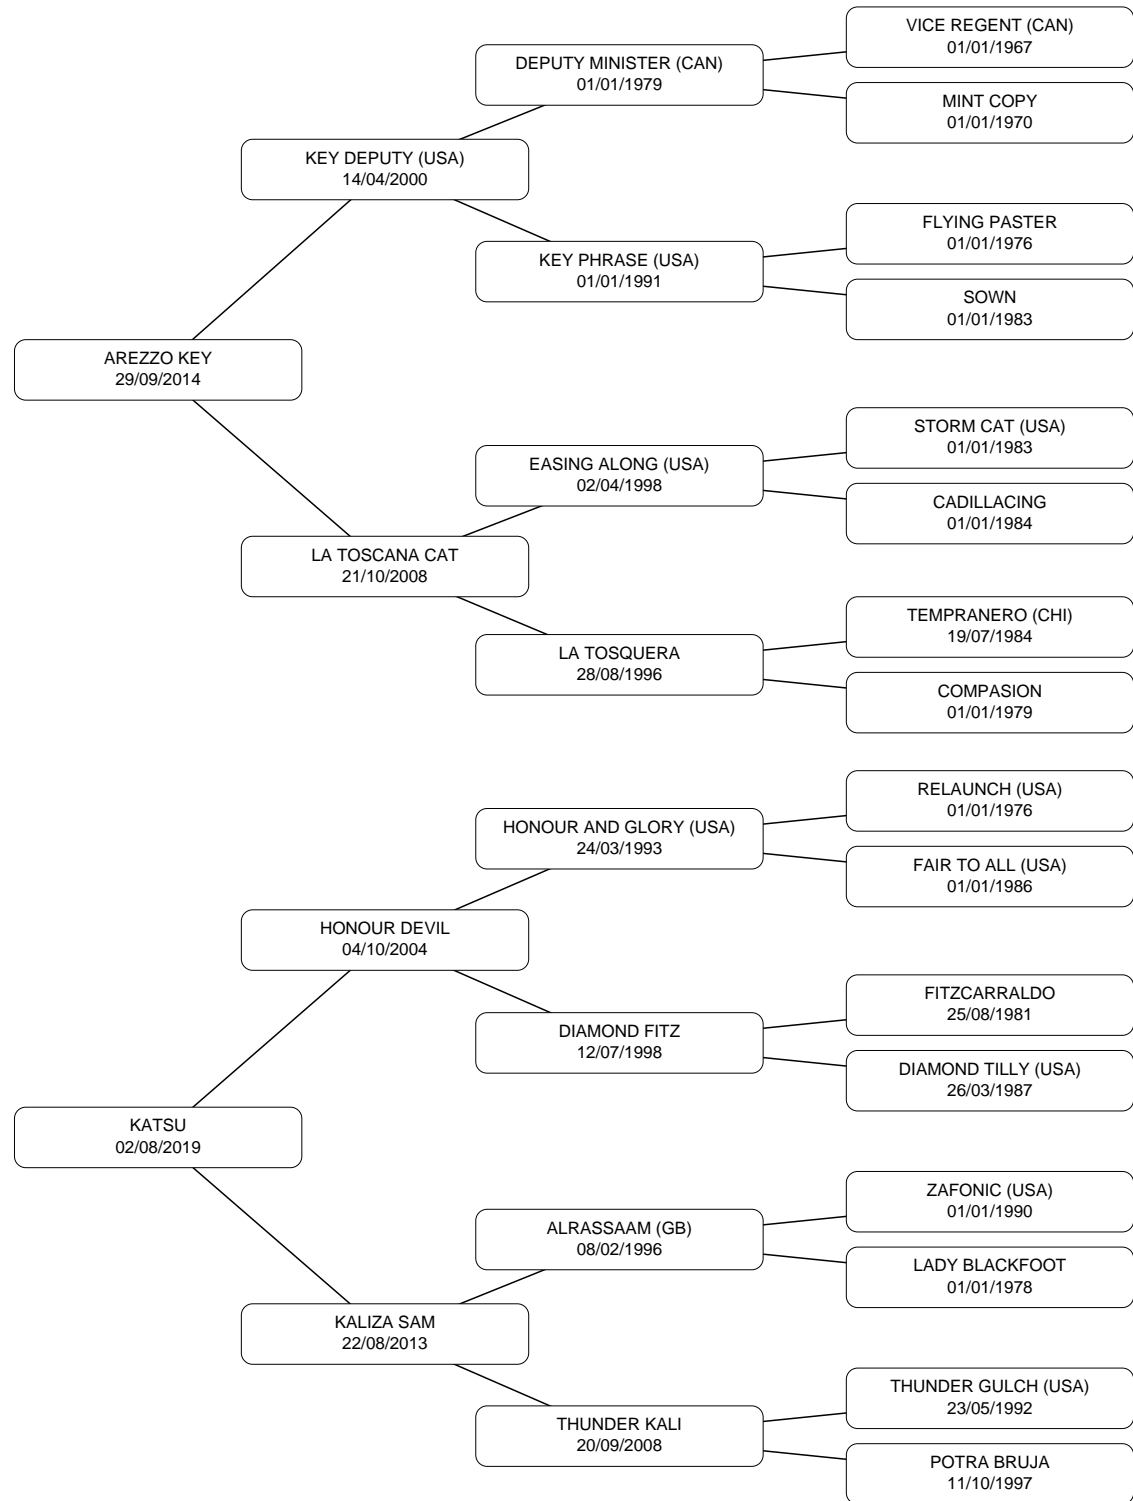 VICE REGENT (CAN)
01/01/1967
DEPUTY MINISTER (CAN)
01/01/1979
MINT COPY
01/01/1970
KEY DEPUTY (USA)
14/04/2000
FLYING PASTER
01/01/1976
KEY PHRASE (USA)
01/01/1991
SOWN
01/01/1983
AREZZO KEY
29/09/2014
STORM CAT (USA)
01/01/1983
EASING ALONG (USA)
02/04/1998
CADILLACING
01/01/1984
LA TOSCANA CAT
21/10/2008
TEMPRANERO (CHI)
19/07/1984
LA TOSQUERA
28/08/1996
COMPASION
01/01/1979
RELAUNCH (USA)
01/01/1976
HONOUR AND GLORY (USA)
24/03/1993
FAIR TO ALL (USA)
01/01/1986
HONOUR DEVIL
04/10/2004
FITZCARRALDO
25/08/1981
DIAMOND FITZ
12/07/1998
DIAMOND TILLY (USA)
26/03/1987
KATSU
02/08/2019
ZAFONIC (USA)
01/01/1990
ALRASSAAM (GB)
08/02/1996
LADY BLACKFOOT
01/01/1978
KALIZA SAM
22/08/2013
THUNDER GULCH (USA)
23/05/1992
THUNDER KALI
20/09/2008
POTRA BRUJA
11/10/1997